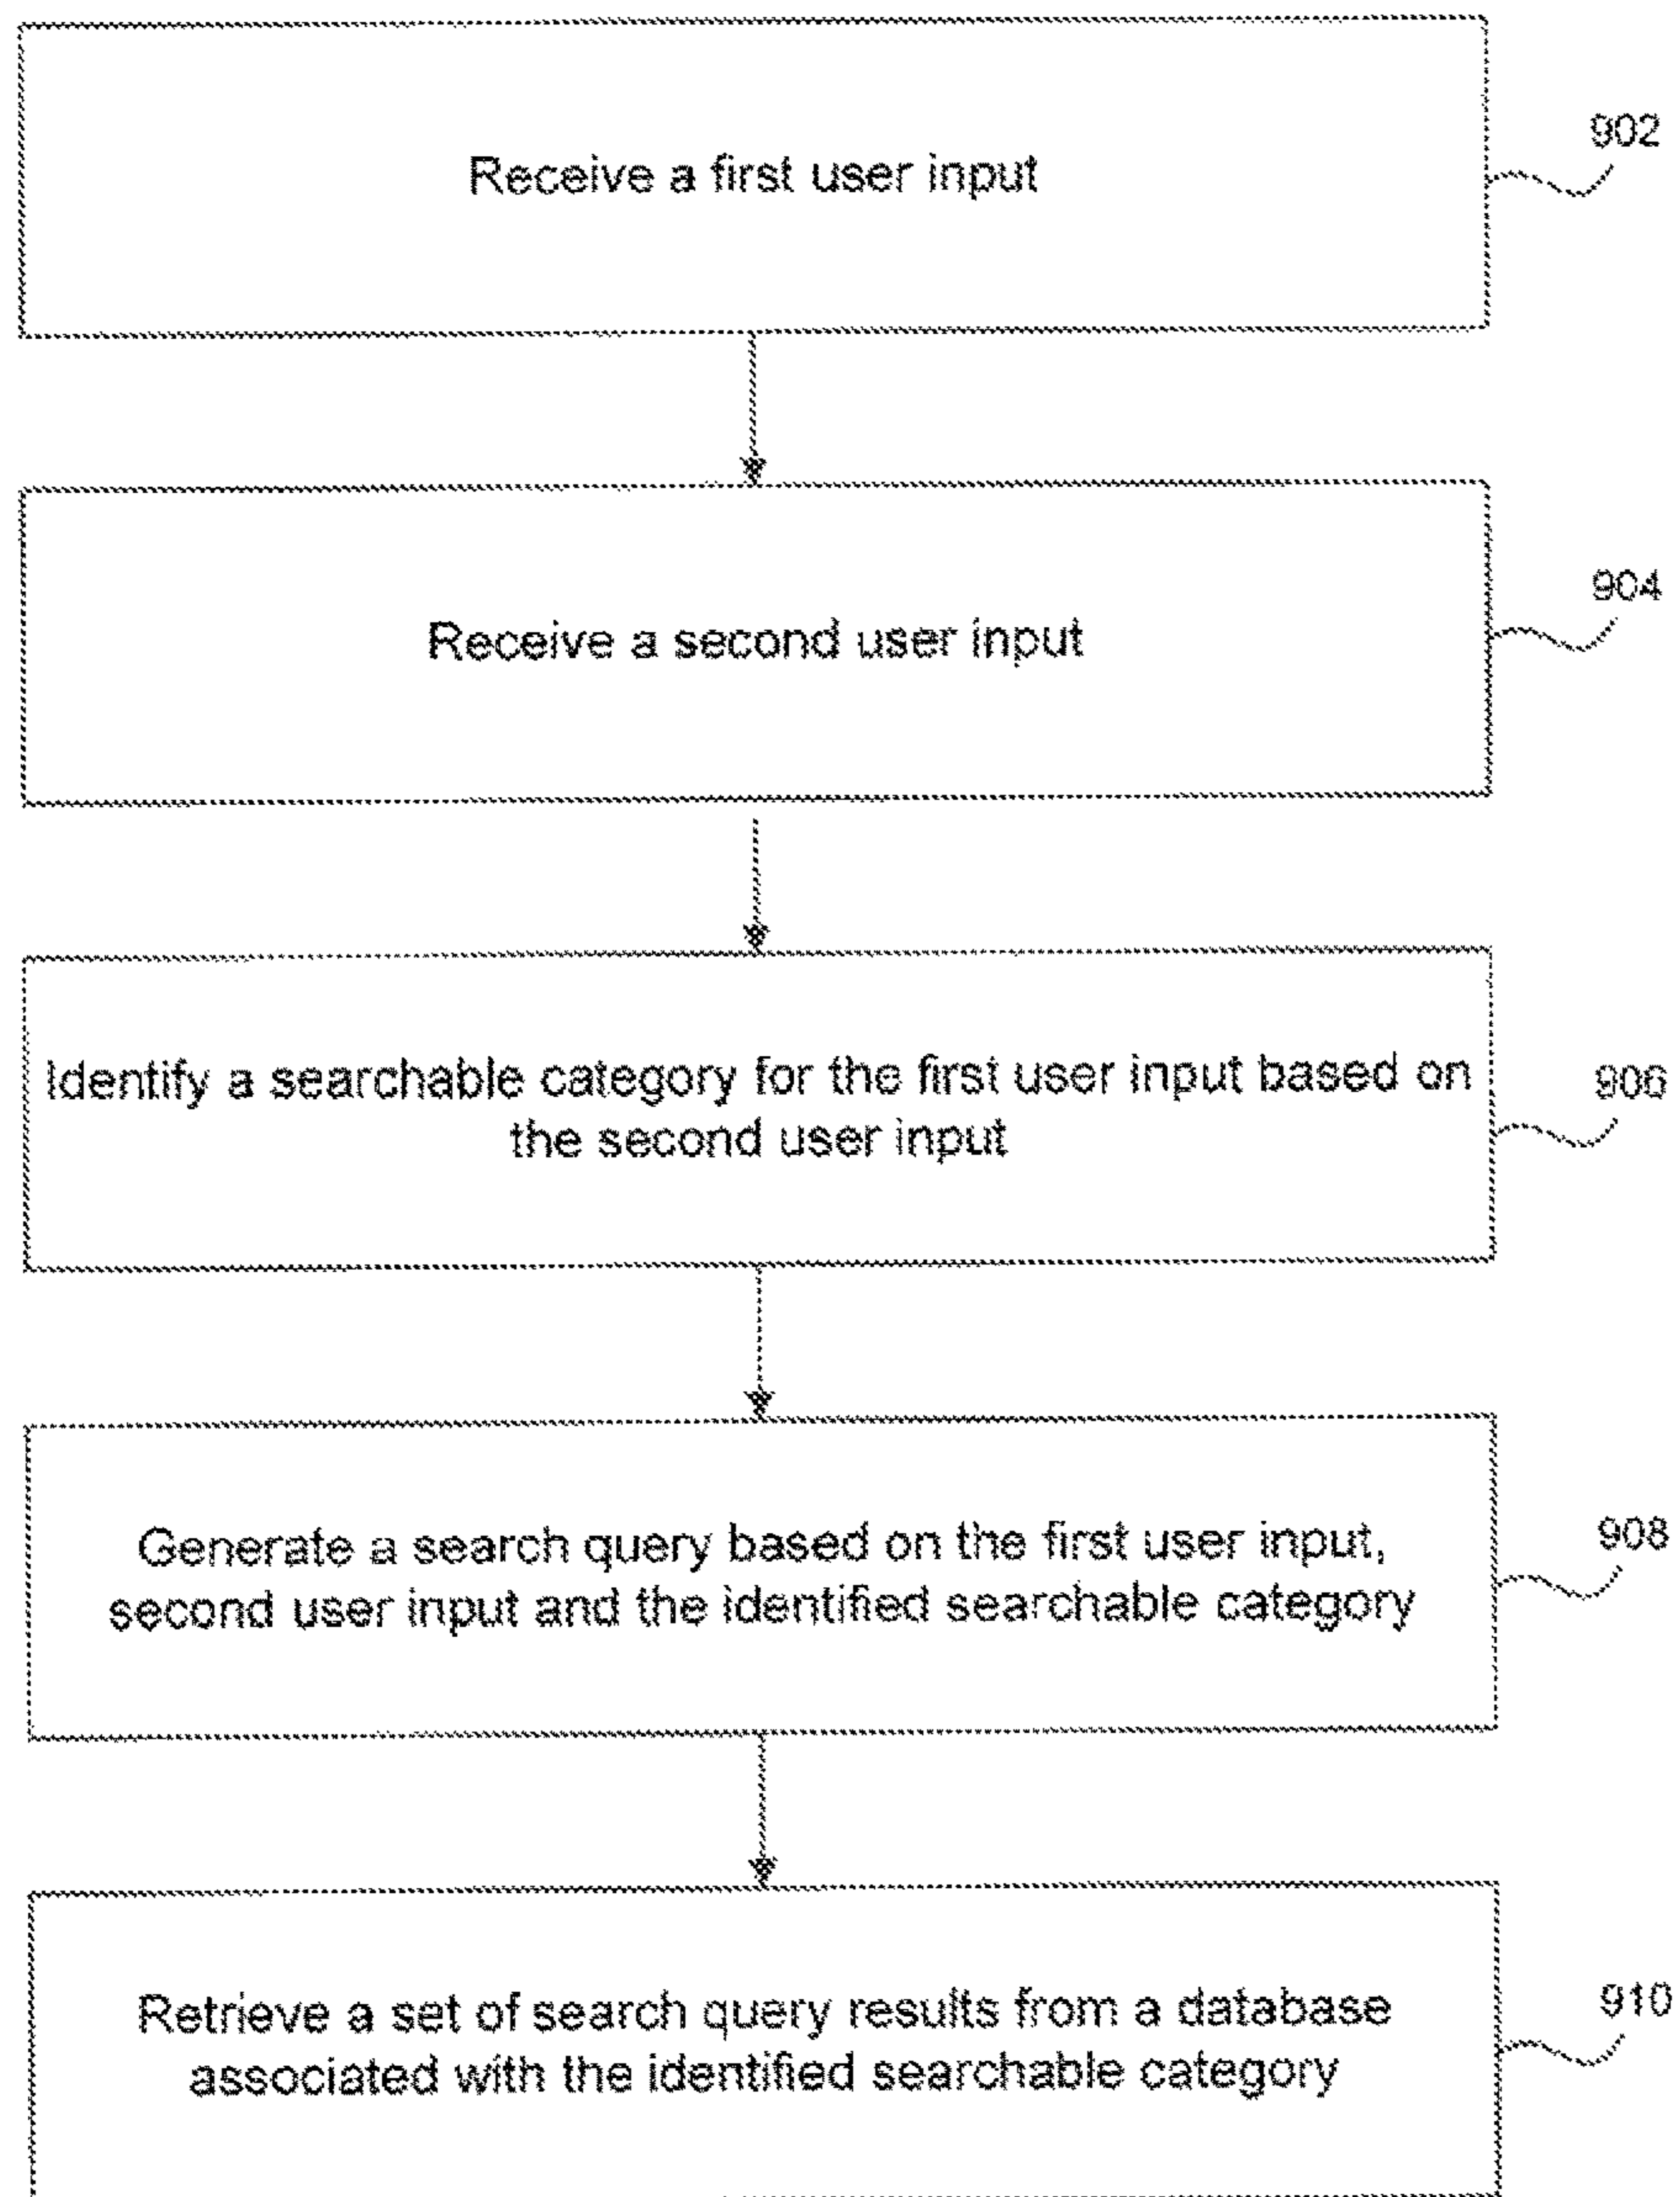 Receive a first user input
902
Receive a second user input
904
Identify a searchable category for the first user input based on
the second user input
906
Generate a search query based on the first user input,
second user input and the identified searchable category
908
Retrieve a set of search query results from a database
associated with the identified searchable category
910